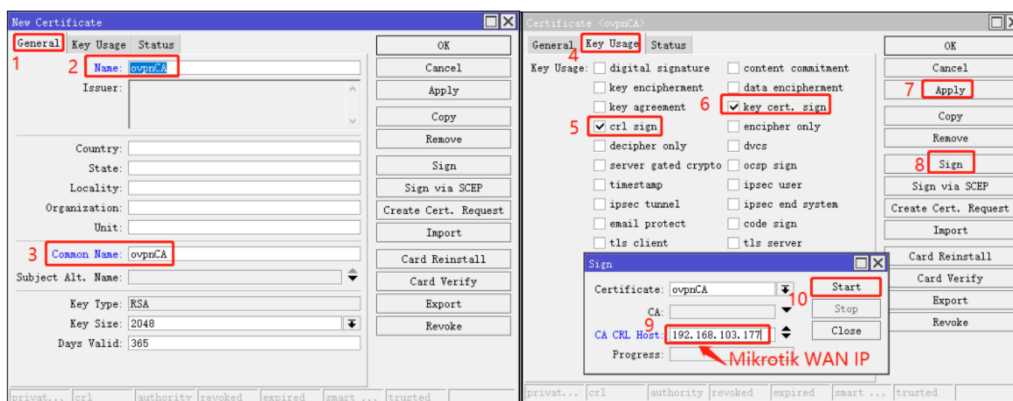 New Certificate
General Key Usage Status
1
2 Name: ovpnCA
Issuer:
Country:
State:
Locality:
Organization:
Unit:
3 Common Name: ovpnCA
Subject Alt. Name:
Key Type: RSA
Key Size: 2048
Days Valid: 365
OK
Cancel
Apply
Copy
Remove
Sign
Sign via SCEP
Create Cert. Request
Import
Card Reinstall
Card Verify
Export
Revoke
privat... crl authority revoked expired smart ... trusted
Certificate <ovpnCA>
General Key Usage Status
4
Key Usage: digital signature content commitment
key encipherment data encipherment
key agreement 6 key cert. sign
5 crl sign encipher only
decipher only dvcs
server gated crypto ocsp sign
timestamp ipsec user
ipsec tunnel ipsec end system
email protect code sign
tls client tls server
OK
Cancel
7 Apply
Copy
Remove
8 Sign
Sign via SCEP
Create Cert. Request
Import
Card Reinstall
Card Verify
Export
Revoke
Sign
Certificate: ovpnCA
CA:
9
CA CRL Host: 192.168.103.177
Progress:
10 Start
Stop
Close
Mikrotik WAN IP
privat... crl authority revoked expired smart ... trusted